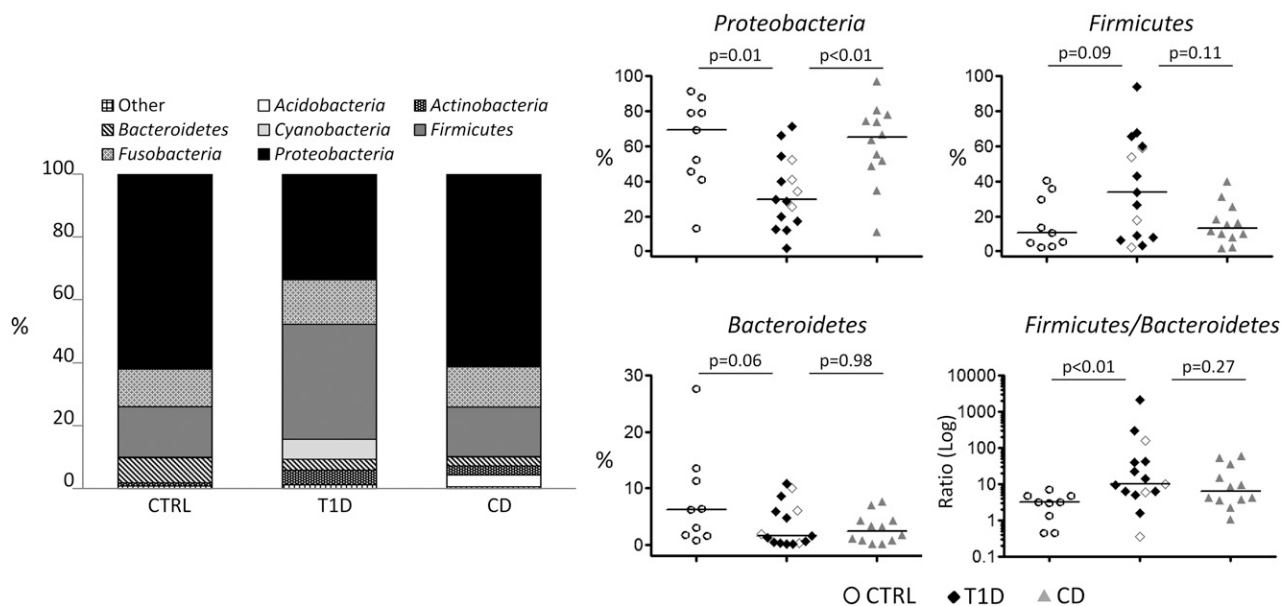 Other Acidobacteria Actinobacteria
Bacteroidetes Cyanobacteria Firmicutes
Fusobacteria Proteobacteria
100
80
60
%
40
20
0
CTRL T1D CD
Proteobacteria
p=0.01 p<0.01
100
80
60
%
40
20
0
Firmicutes
p=0.09 p=0.11
100
80
60
%
40
20
0
Bacteroidetes
p=0.06 p=0.98
30
20
%
10
0
Firmicutes/Bacteroidetes
p<0.01 p=0.27
Ratio (Log)
10000
1000
100
10
1
0.1
CTRL T1D CD